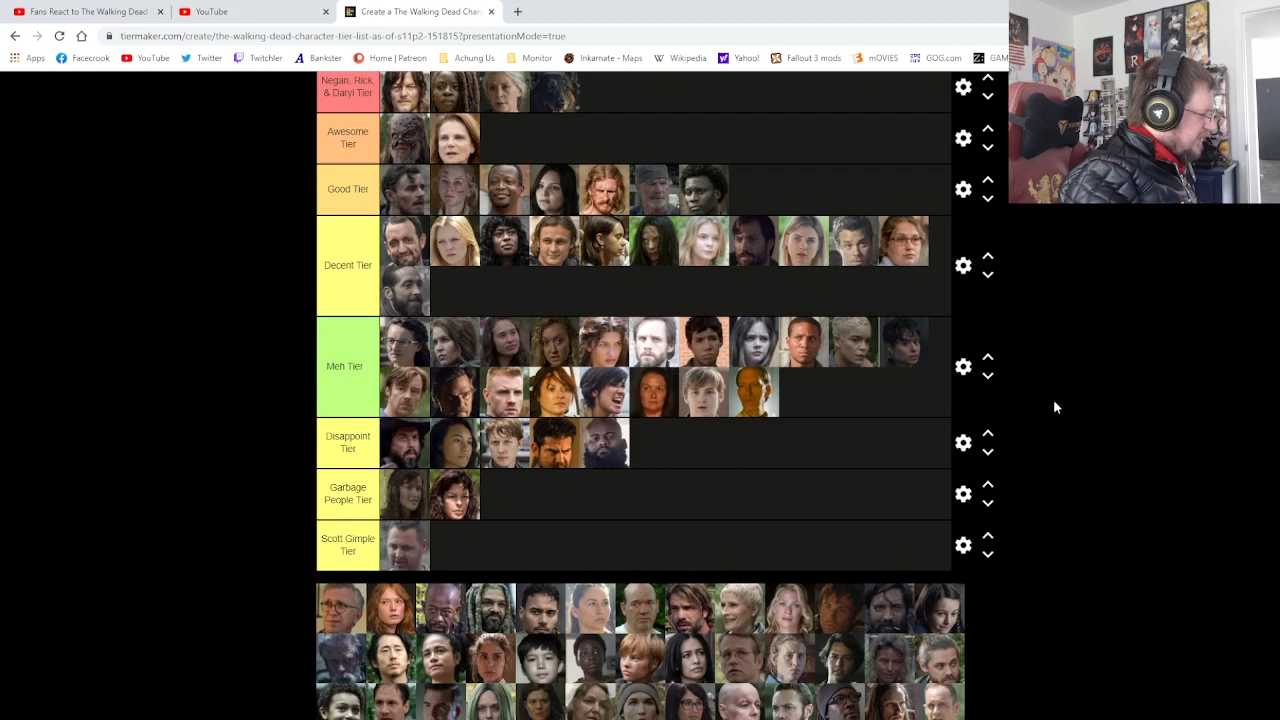 Fans React to The Walking Dead
YouTube
Create a The Walking Dead Char
tiermaker.com/create/the-walking-dead-character-tier-list-as-of-s11p2-151815?presentationMode=true
Apps
Facecrook
YouTube
Twitter
Twitchler
Bankster
Home | Patreon
Achung Us
Monitor
Inkarnate - Maps
Wikipedia
Yahoo!
Fallout 3 mods
mOVIES
GOG.com
GAM
Negan, Rick,
& Daryl Tier
Awesome
Tier
Good Tier
Decent Tier
Meh Tier
Disappoint
Tier
Garbage
People Tier
Scott Gimple
Tier